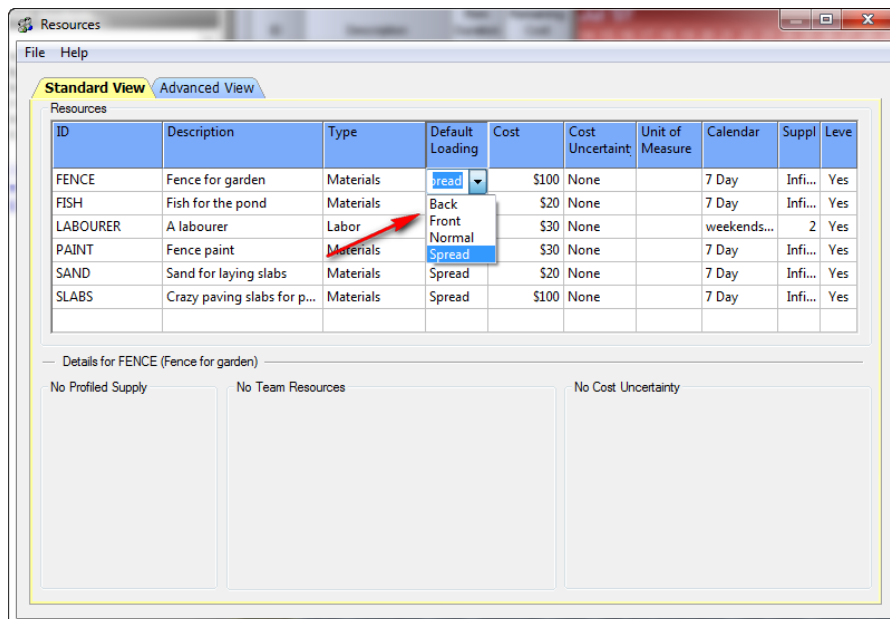 Resources
File Help
Standard View Advanced View
Resources
ID Description Type Default Loading Cost Cost Uncertaint Unit of Measure Calendar Suppl Leve
FENCE Fence for garden Materials pread $100 None 7 Day Infi... Yes
FISH Fish for the pond Materials Back $20 None 7 Day Infi... Yes
Front
LABOURER A labourer Labor Normal $30 None weekends... 2 Yes
PAINT Fence paint Materials Spread $30 None 7 Day Infi... Yes
SAND Sand for laying slabs Materials Spread $20 None 7 Day Infi... Yes
SLABS Crazy paving slabs for p... Materials Spread $100 None 7 Day Infi... Yes
Details for FENCE (Fence for garden)
No Profiled Supply No Team Resources No Cost Uncertainty